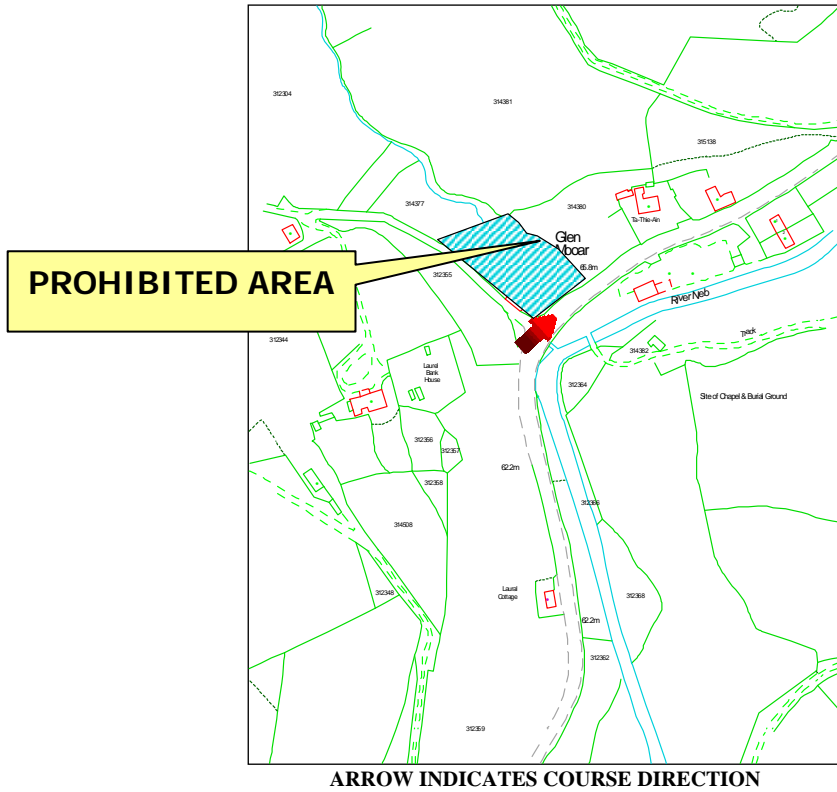 312304
314381
315138
314377
314380
Ta-Thie-Ain
Glen
Mooar
65.8m
PROHIBITED AREA
312355
River Neb
312344
Track
314382
Laurel
Bank
House
312364
Site of Chapel & Burial Ground
312356
312357
62.2m
312358
312366
314508
312348
Laurel
Cottage
312368
62.2m
312362
312359
ARROW INDICATES COURSE DIRECTION